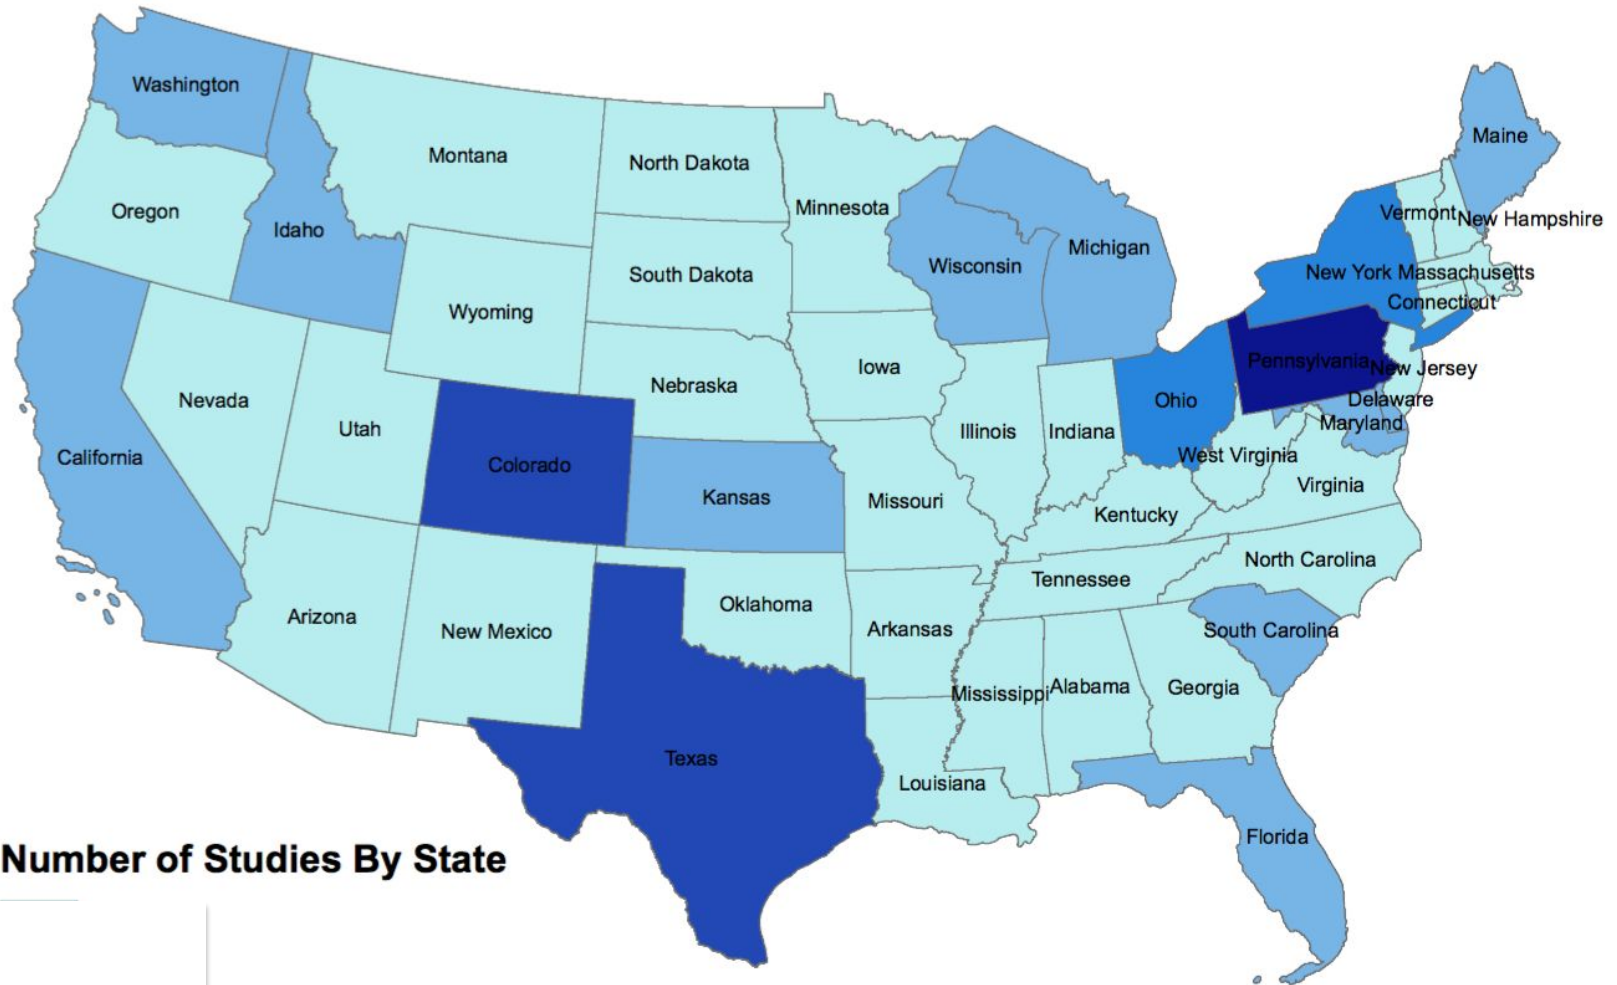 Washington
Montana
North Dakota
Minnesota
Maine
Oregon
Idaho
Vermont
New Hampshire
Wisconsin
Michigan
South Dakota
New York
Massachusetts
Wyoming
Connecticut
Nebraska
Iowa
Pennsylvania
New Jersey
Nevada
Utah
Ohio
Delaware
Illinois
Indiana
Maryland
California
Colorado
West Virginia
Kansas
Missouri
Virginia
Kentucky
North Carolina
Tennessee
Arizona
New Mexico
Oklahoma
Arkansas
South Carolina
Mississippi
Alabama
Georgia
Texas
Louisiana
Florida
Number of Studies By State